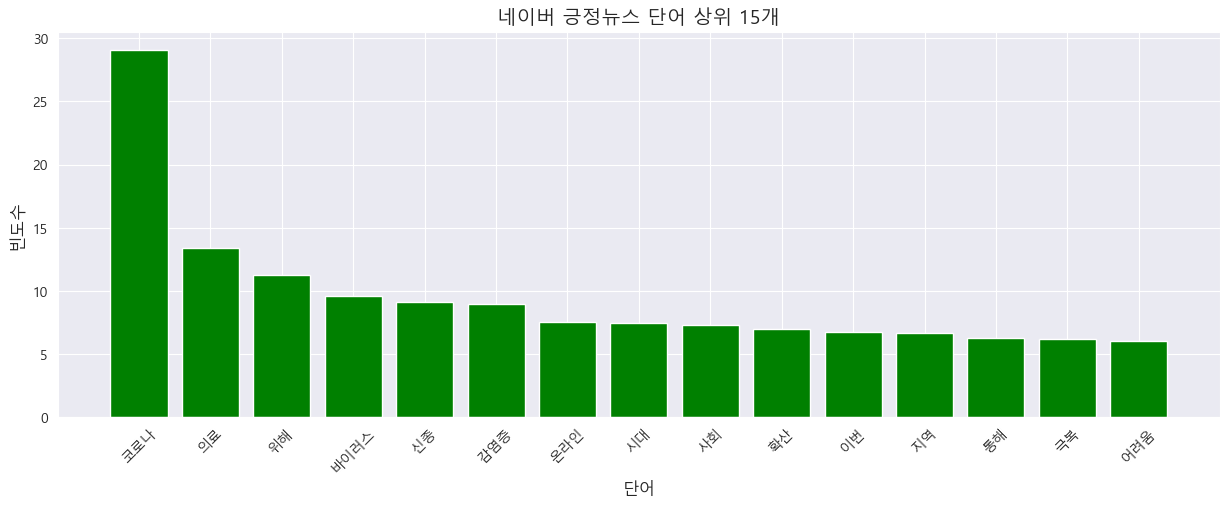 네이버 긍정뉴스 단어 상위 15개
30
25
20
15
10
5
0
빈도수
코로나
의료
위해
바이러스
신종
감염증
온라인
시대
사회
확산
이번
지역
통해
극복
어려움
단어